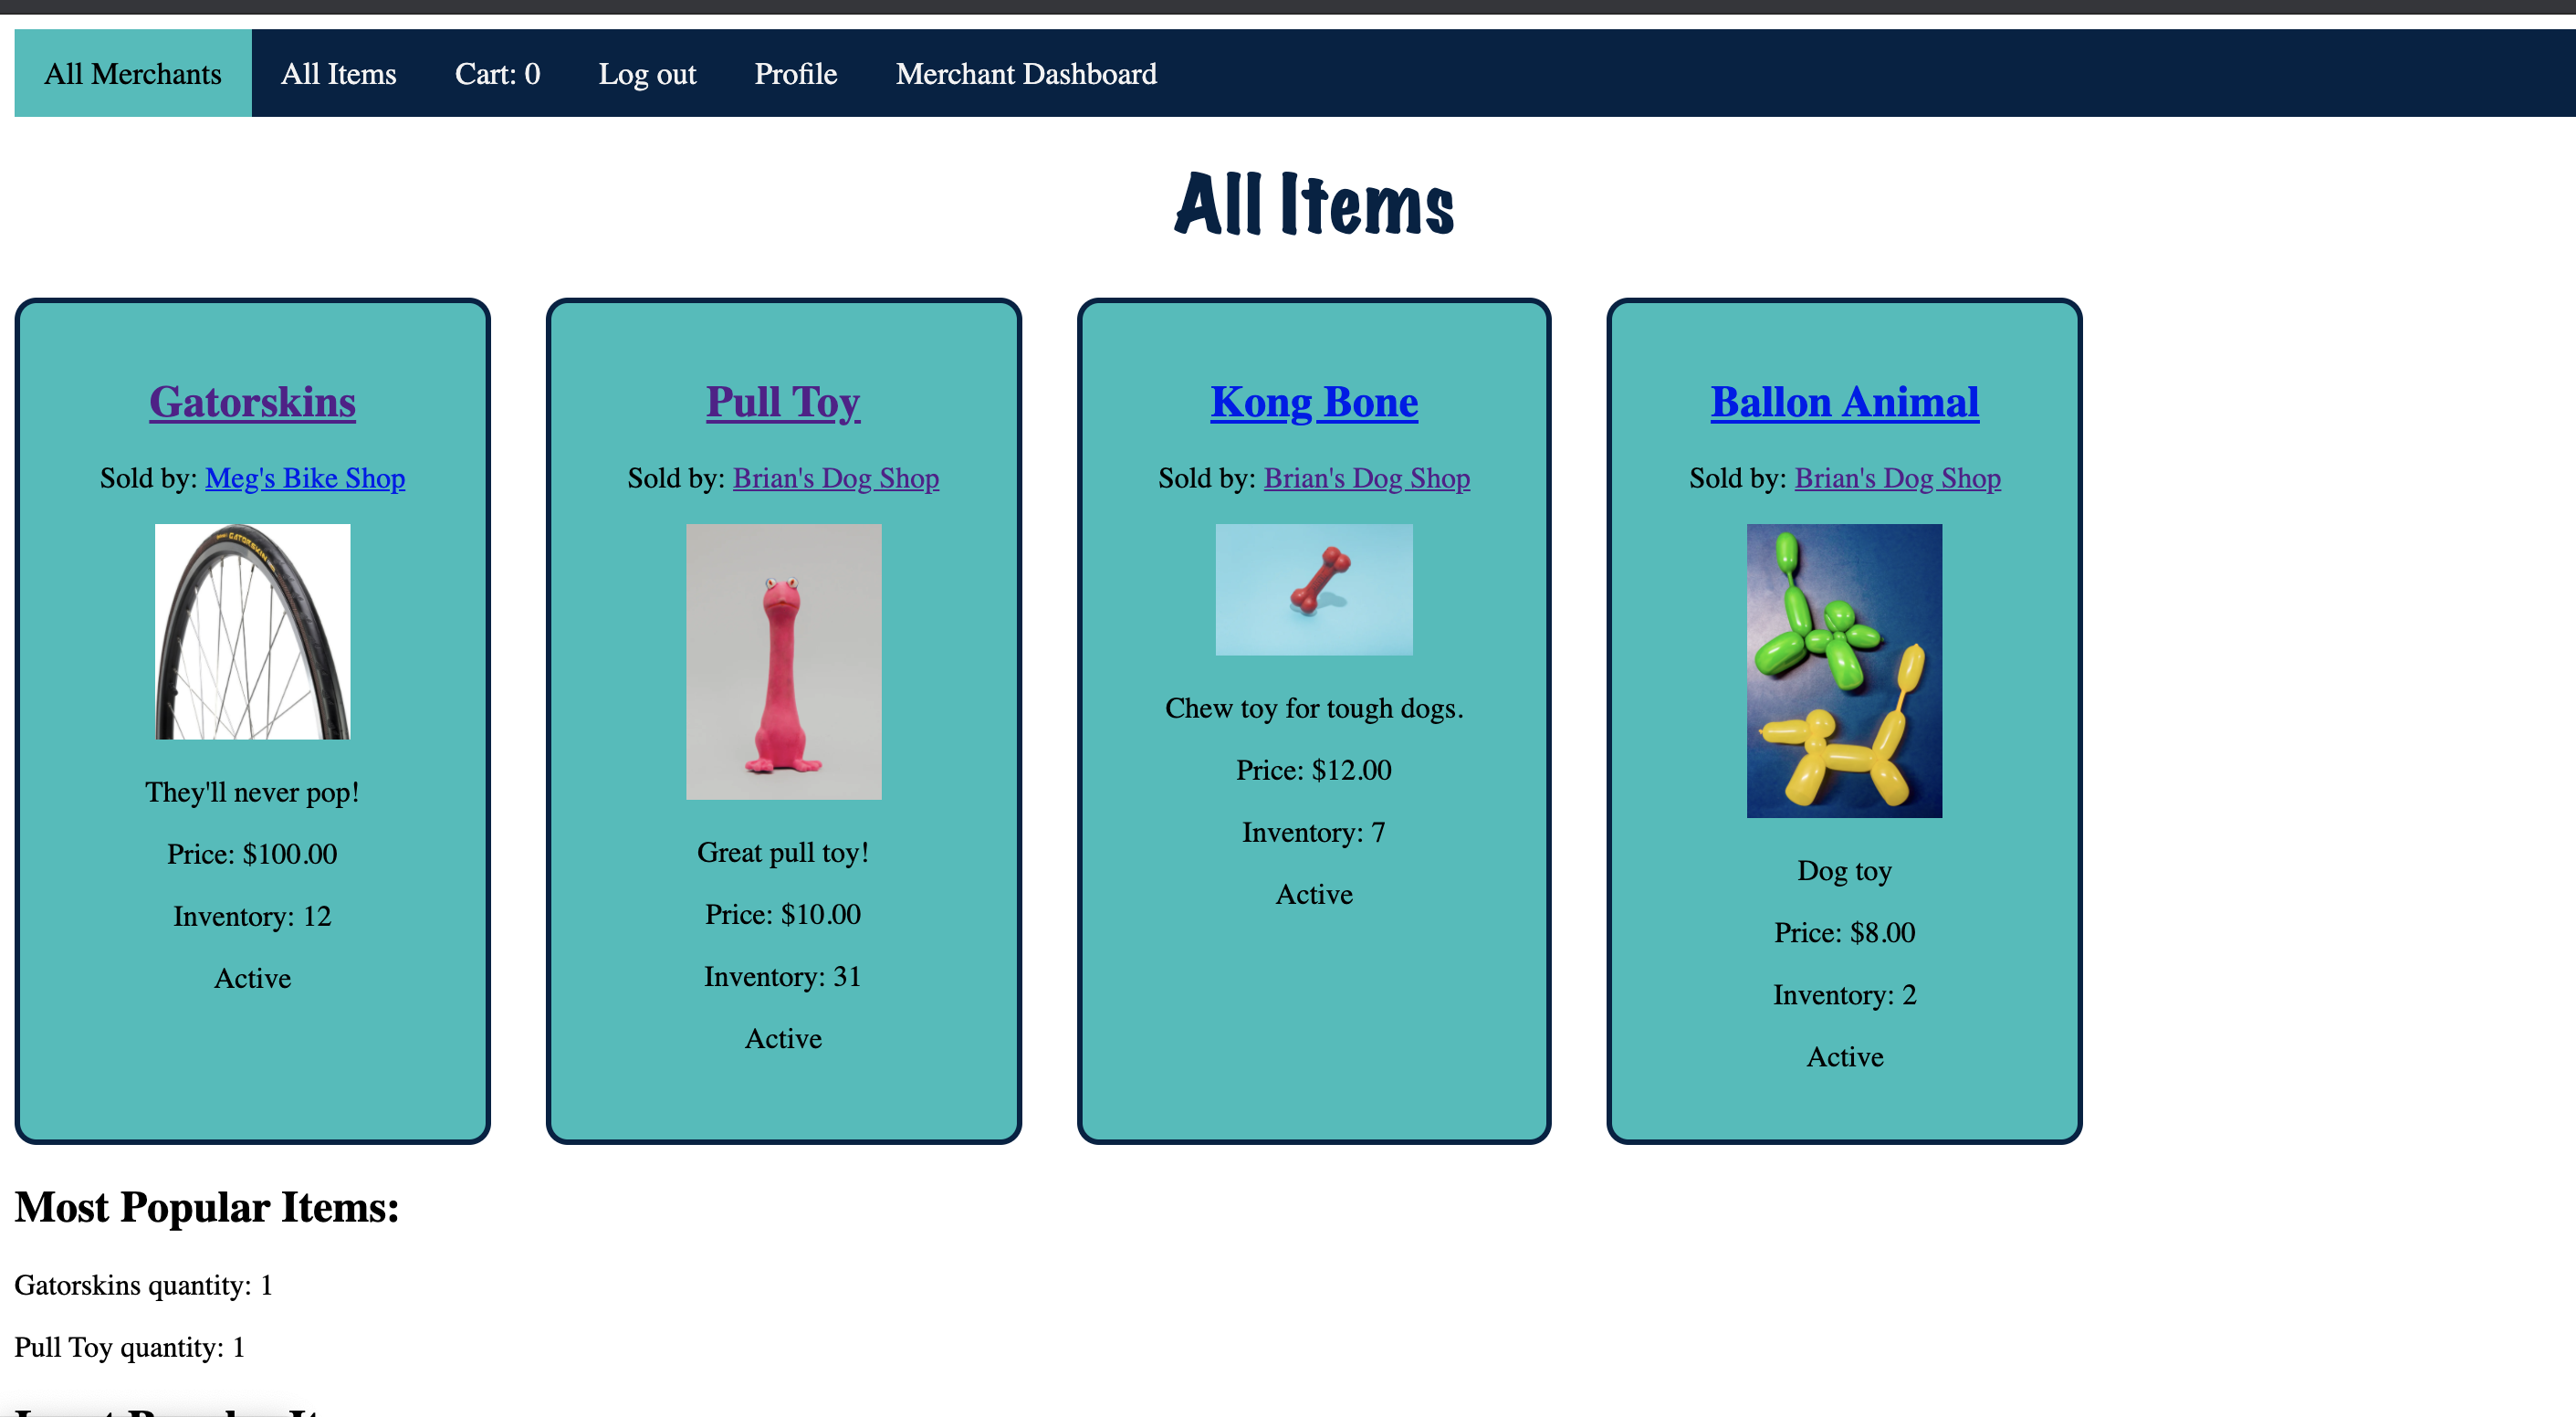 All Merchants All Items Cart: 0 Log out Profile Merchant Dashboard
All Items
Gatorskins
Sold by: Meg's Bike Shop
GATORSKIN
They'll never pop!
Price: $100.00
Inventory: 12
Active
Pull Toy
Sold by: Brian's Dog Shop
Great pull toy!
Price: $10.00
Inventory: 31
Active
Kong Bone
Sold by: Brian's Dog Shop
Chew toy for tough dogs.
Price: $12.00
Inventory: 7
Active
Ballon Animal
Sold by: Brian's Dog Shop
Dog toy
Price: $8.00
Inventory: 2
Active
Most Popular Items:
Gatorskins quantity: 1
Pull Toy quantity: 1